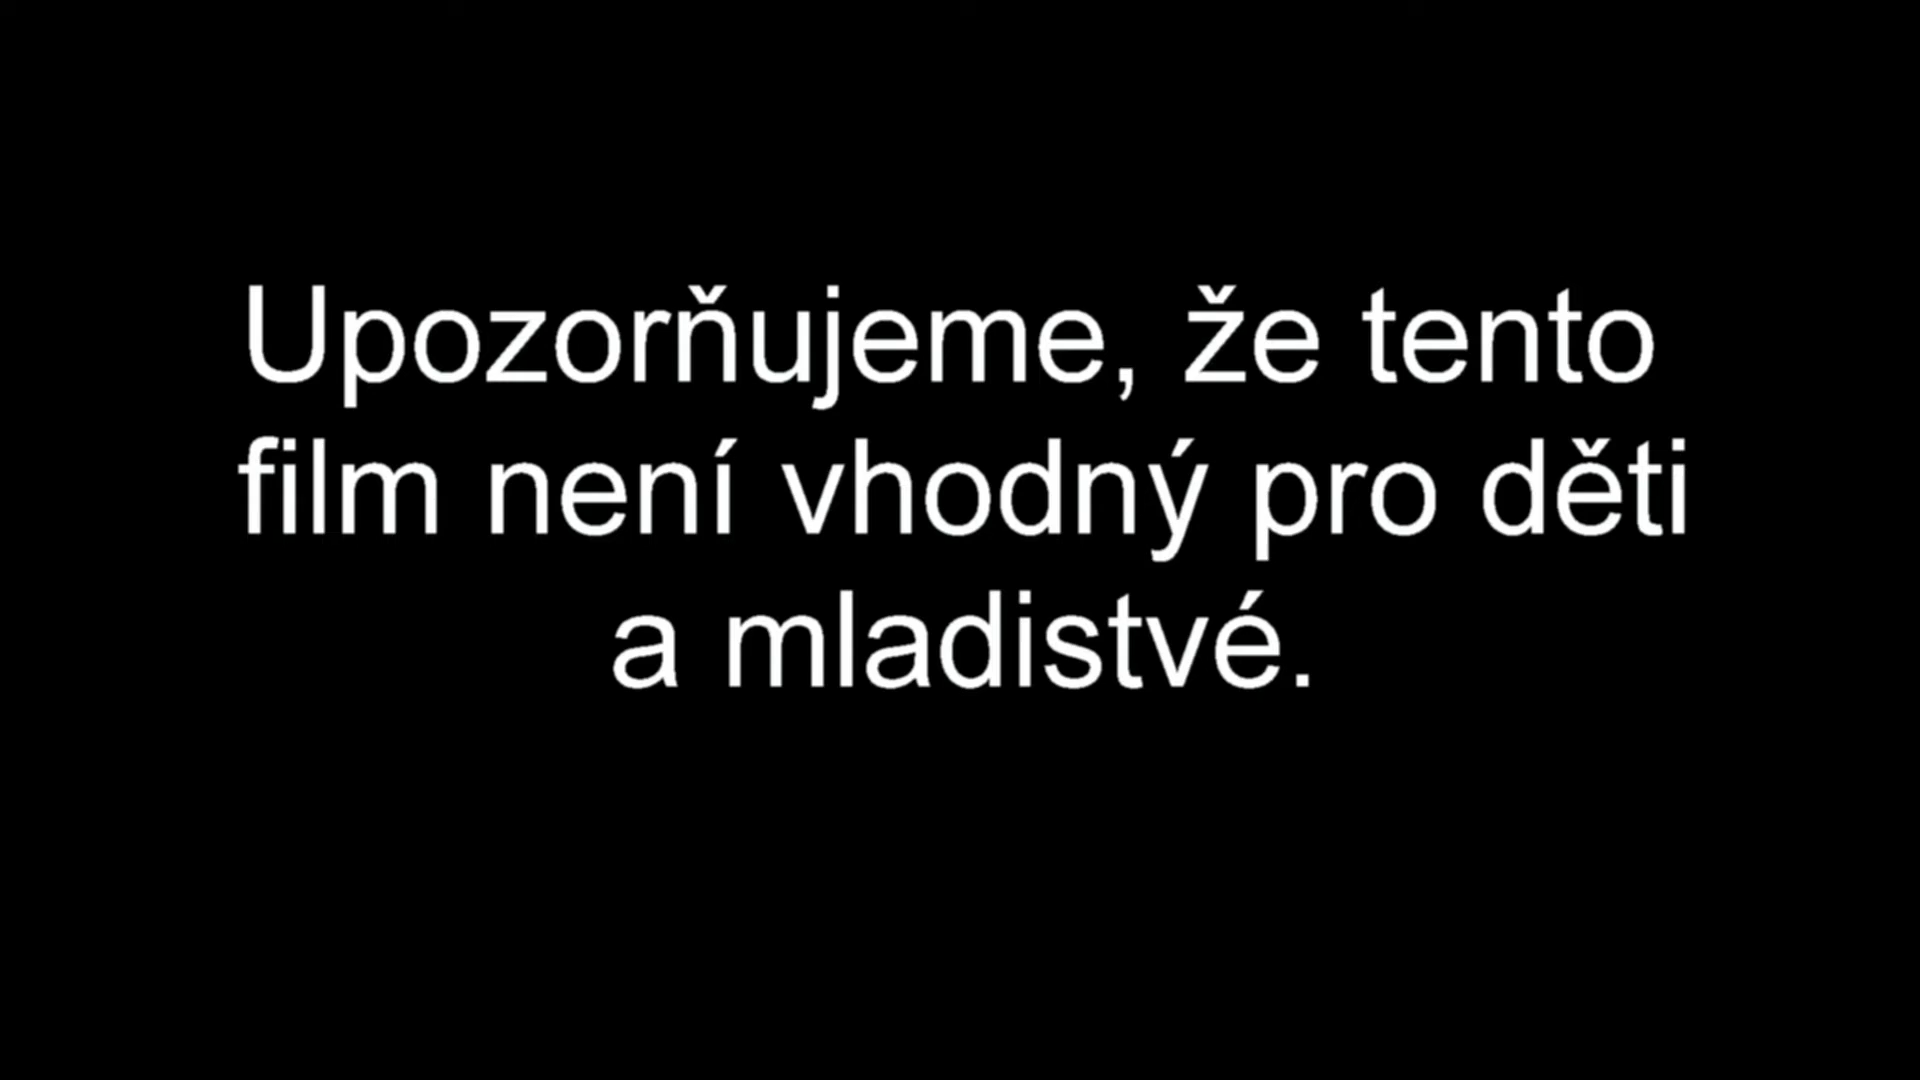 Upozorňujeme, že tento
film není vhodný pro děti
a mladistvé.